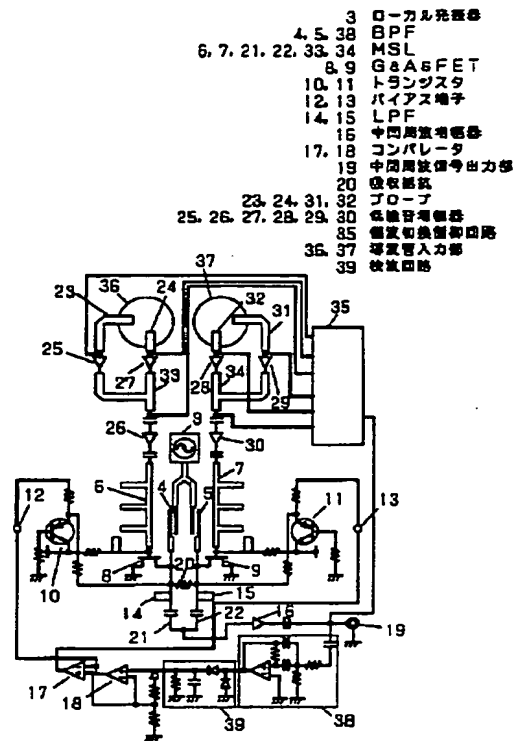 3 ローカル発振器
4, 5, 38 BPF
6, 7, 21, 22, 33, 34 MSL
8, 9 GaAsFET
10, 11 トランジスタ
12, 13 バイアス端子
14, 15 LPF
16 中間周波増幅器
17, 18 コンパレータ
19 中間周波信号出力部
20 吸収抵抗
23, 24, 31, 32 プローブ
25, 26, 27, 28, 29, 30 低雑音増幅器
35 偏波切換制御回路
36, 37 導波管入力部
39 検波回路
36 37
23 24 32 31 35
25 27 33 28 34 29
26 9 30
7
12 6 4 5 11 13
10 8 20 9
14 15 16
21 22 19
17 18 39 38